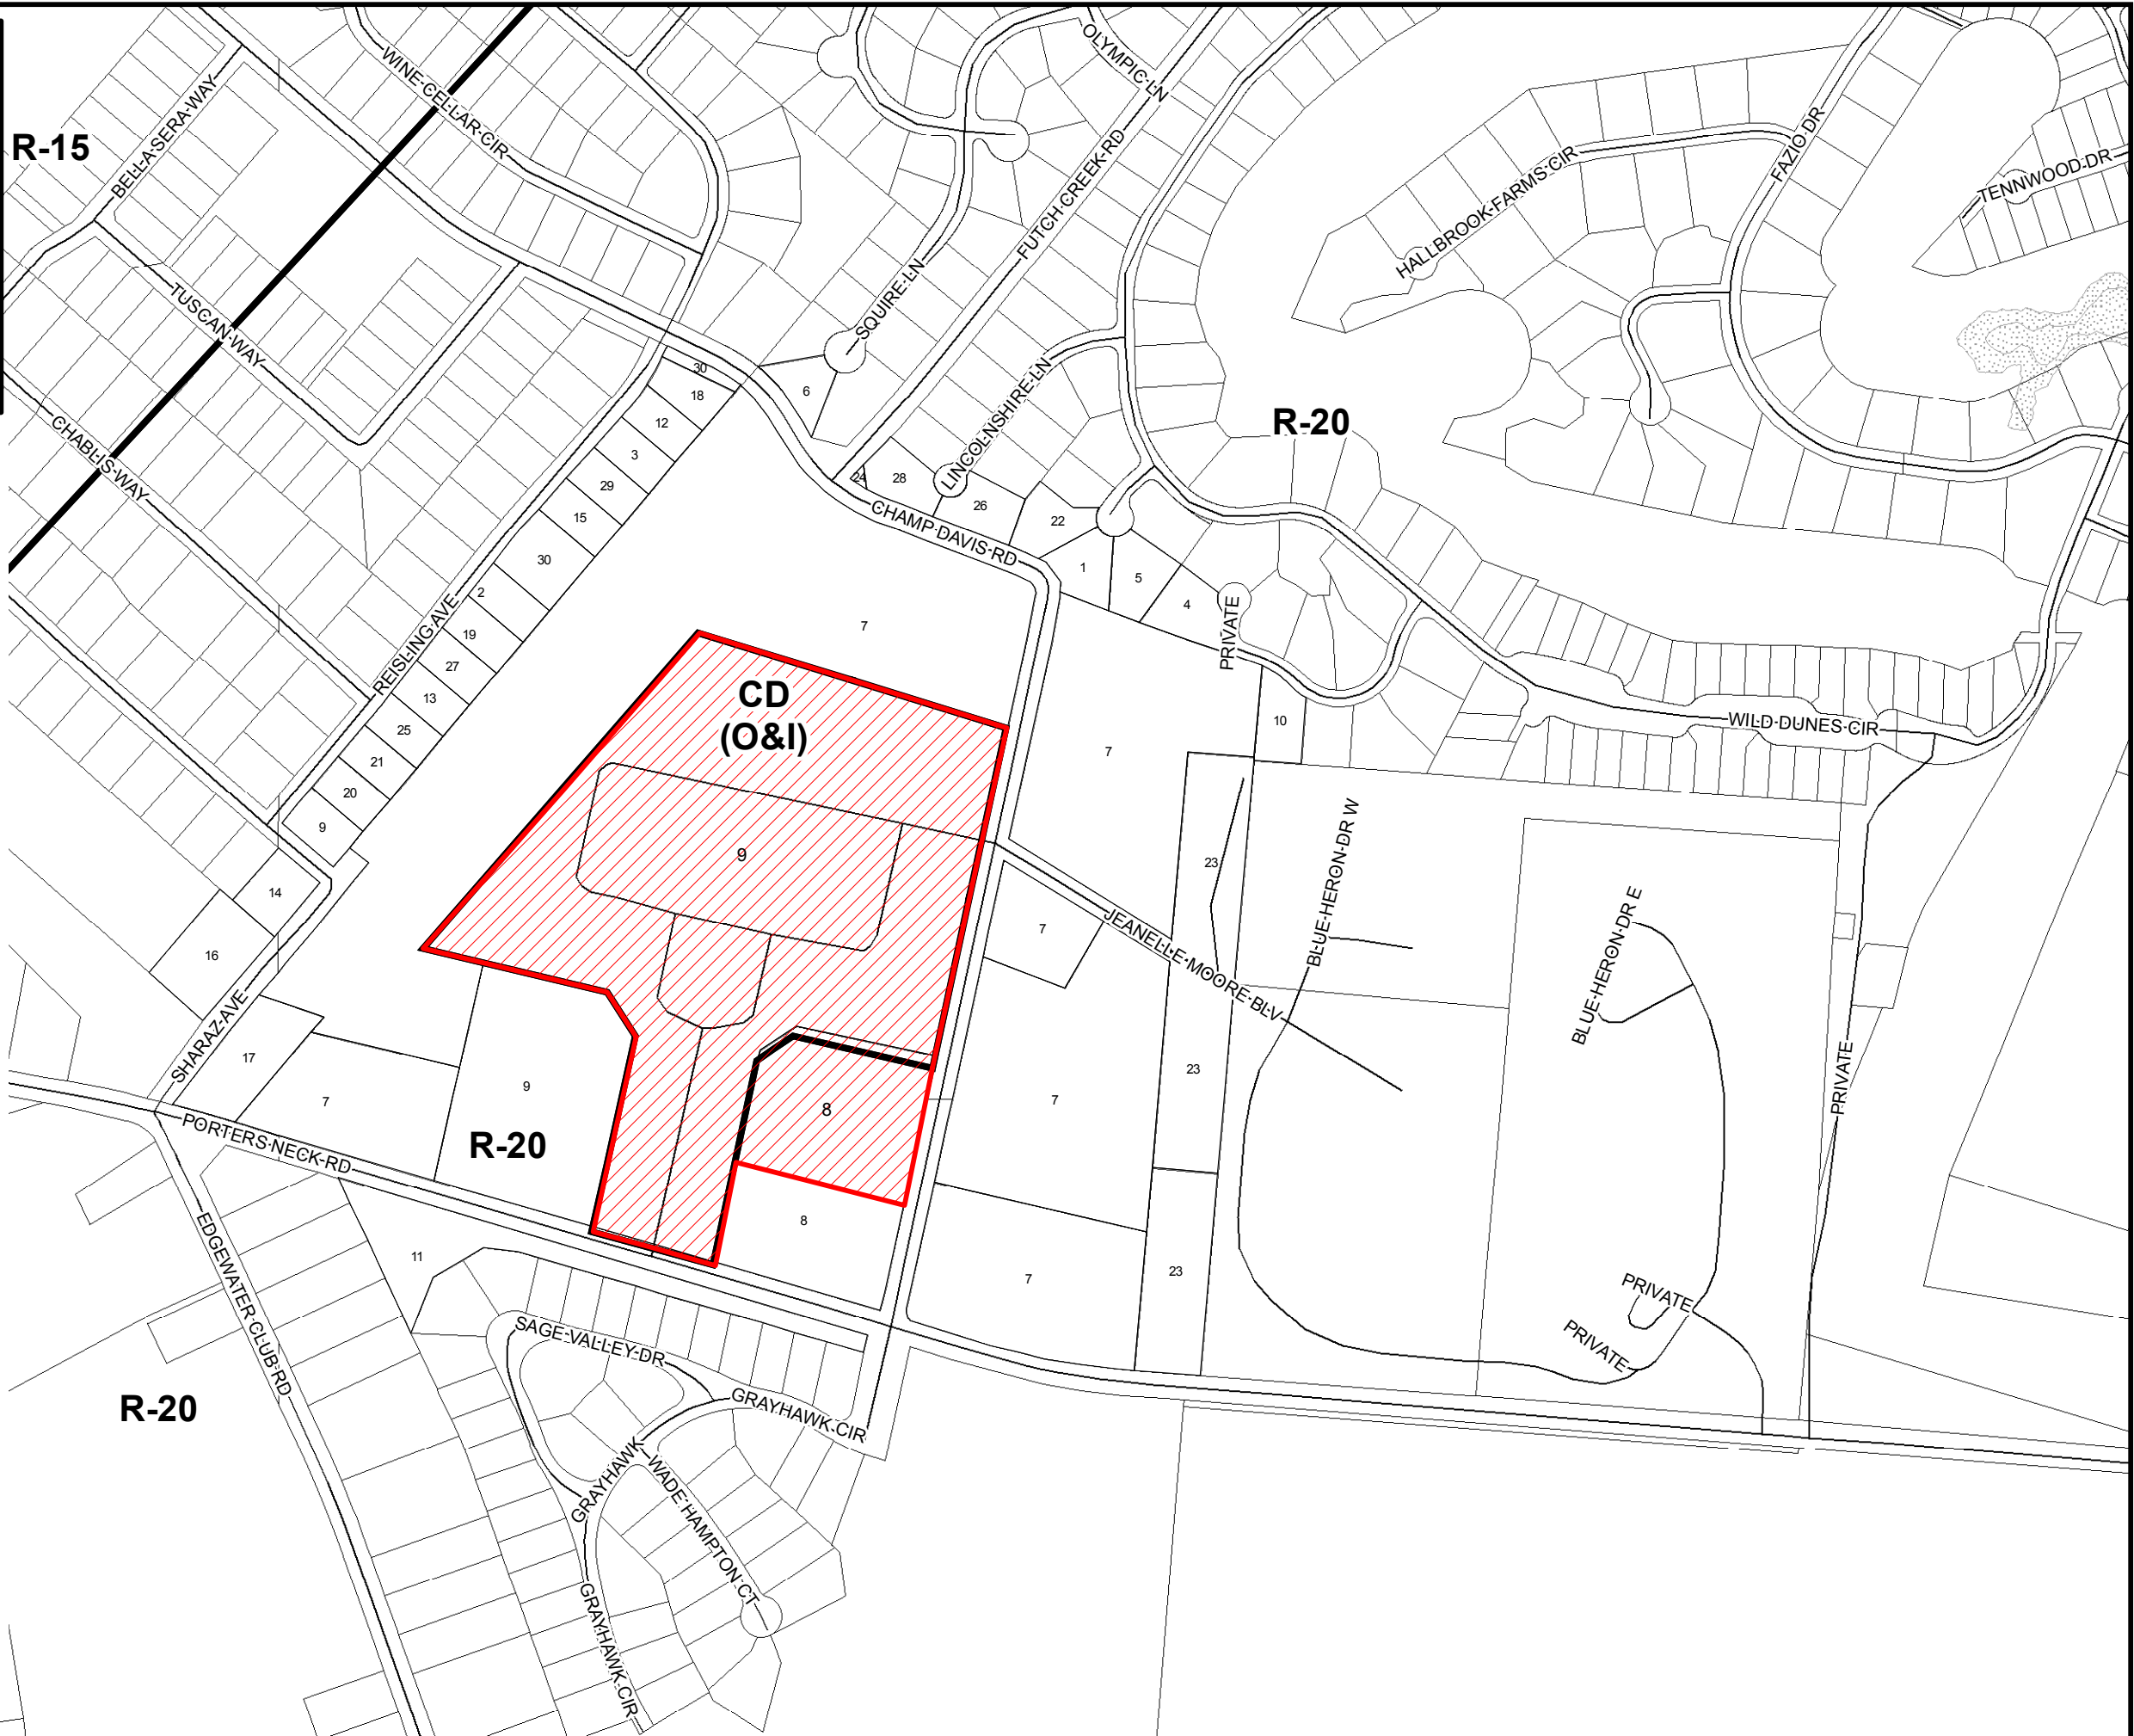 OLYMPIC LN
WINE CELLAR CIR
R-15
BELLA SERA WAY
FUTCH CREEK RD
HALLBROOK FARMS CIR
FAZIO DR
TENNWOOD DR
TUSCAN WAY
SQUIRE LN
30
18
6
12
3
29
15
30
2
19
27
13
25
21
20
9
14
16
17
LINCOLNSHIRE LN
R-20
CHABLIS WAY
24
28
26
22
1
5
4
CHAMP DAVIS RD
REISLING AVE
PRIVATE
7
CD
(O&I)
10
WILD DUNES CIR
7
9
23
BLUE HERON DR W
7
JEANELLE MOORE BLV
BLUE HERON DR E
SHARAZ AVE
23
PRIVATE
7
9
8
7
PORTERS NECK RD
R-20
8
11
7
23
PRIVATE
PRIVATE
EDGEWATER CLUB RD
SAGE VALLEY DR
GRAYHAWK CIR
R-20
GRAYHAWK
WADE HAMPTON CT
GRAYHAWK CIR